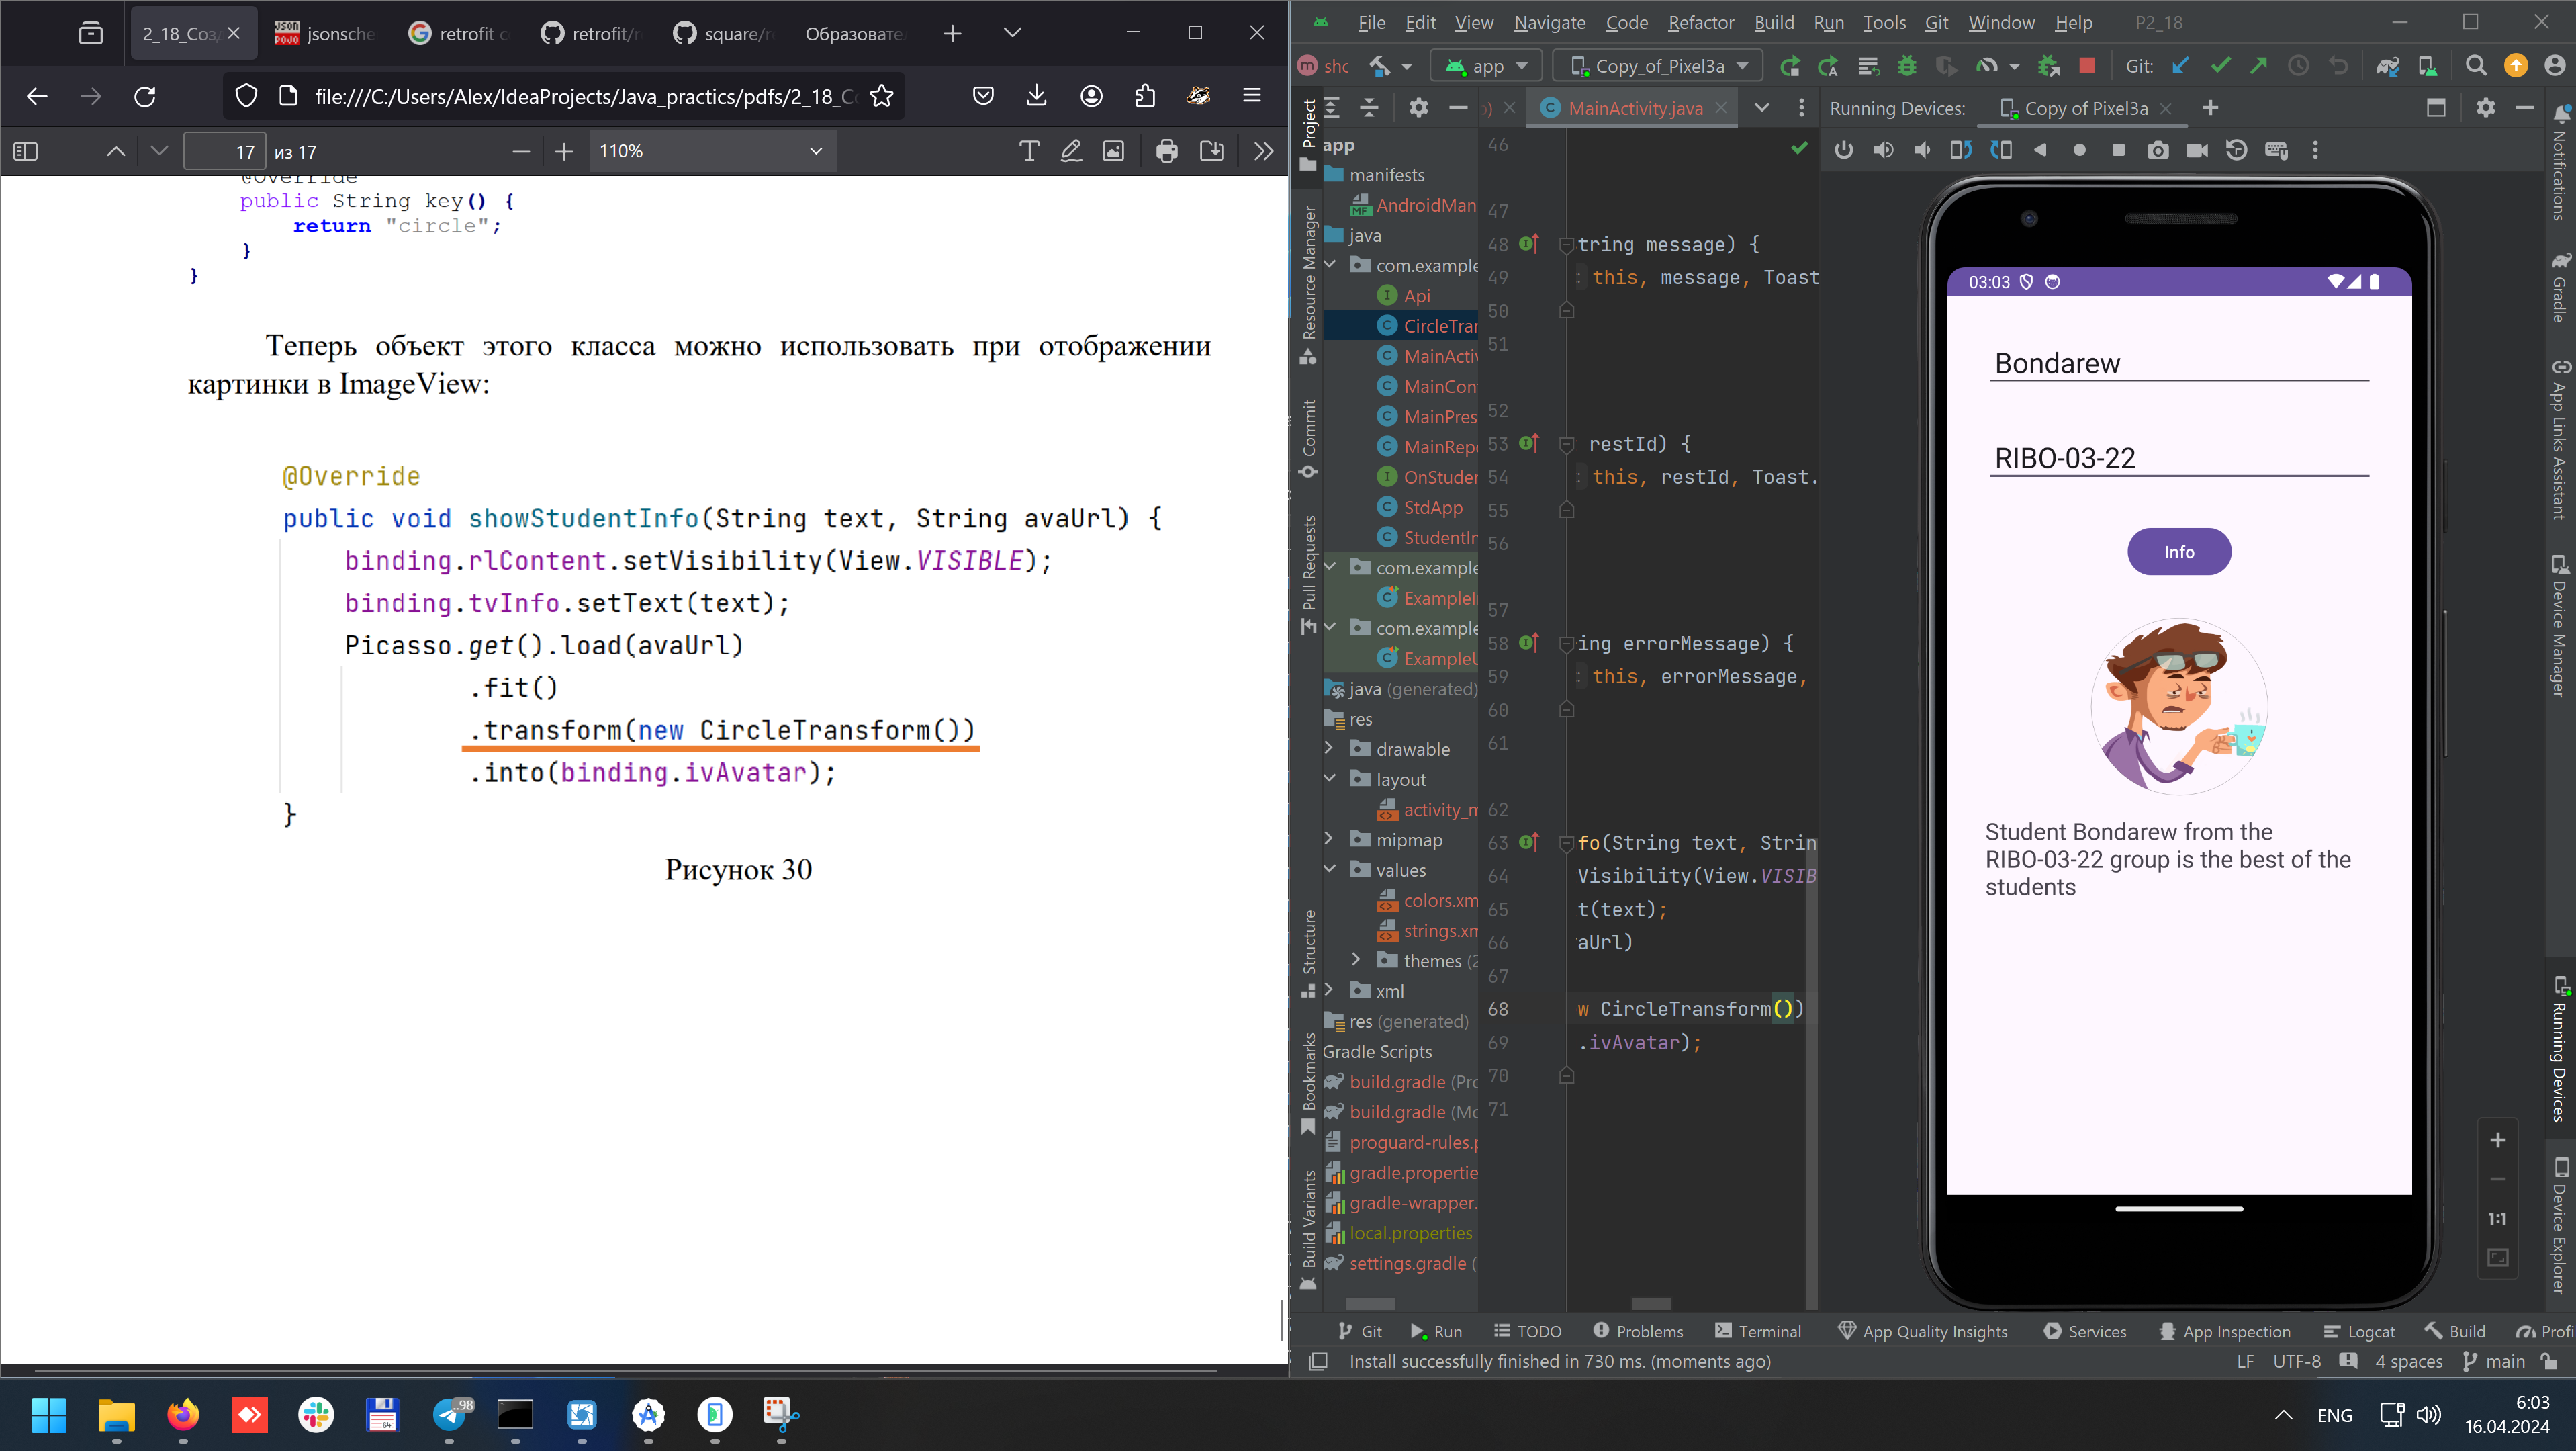 2_18_Созд
jsonsche
retrofit c
retrofit/r
square/re
Образовате
file:///C:/Users/Alex/IdeaProjects/Java_practics/pdfs/2_18_Со
17 из 17
110%
@Override
public String key() {
return "circle";
}
}
Теперь объект этого класса можно использовать при отображении
картинки в ImageView:
@Override
public void showStudentInfo(String text, String avaUrl) {
binding.rlContent.setVisibility(View.VISIBLE);
binding.tvInfo.setText(text);
Picasso.get().load(avaUrl)
.fit()
.transform(new CircleTransform())
.into(binding.ivAvatar);
}
Рисунок 30
File Edit View Navigate Code Refactor Build Run Tools Git Window Help P2_18
app
Copy_of_Pixel3a
Git:
MainActivity.java
Running Devices:
Copy of Pixel3a
Project
Resource Manager
Commit
Pull Requests
Structure
Bookmarks
Build Variants
app
manifests
AndroidMan
java
com.example
Api
CircleTran
MainActiv
MainCon
MainPres
MainRepo
OnStuden
StdApp
StudentIn
com.example
ExampleI
com.example
ExampleU
java (generated)
res
drawable
layout
activity_m
mipmap
values
colors.xm
strings.xm
themes (2
xml
res (generated)
Gradle Scripts
build.gradle (Pro
build.gradle (Mo
proguard-rules.p
gradle.propertie
gradle-wrapper.
local.properties
settings.gradle (
46
47
48 tring message) {
49 : this, message, Toast
50
51
52
53 restId) {
54 : this, restId, Toast.
55
56
57
58 ing errorMessage) {
59 : this, errorMessage,
60
61
62
63 fo(String text, Strin
64 Visibility(View.VISIB
65 t(text);
66 aUrl)
67
68 w CircleTransform())
69 .ivAvatar);
70
71
03:03
Bondarew
RIBO-03-22
Info
Student Bondarew from the
RIBO-03-22 group is the best of the
students
1:1
Notifications
Gradle
App Links Assistant
Device Manager
Running Devices
Device Explorer
Git Run TODO Problems Terminal App Quality Insights Services App Inspection Logcat Build Profi
Install successfully finished in 730 ms. (moments ago)
LF UTF-8 4 spaces main
..98
64
ENG
6:03
16.04.2024